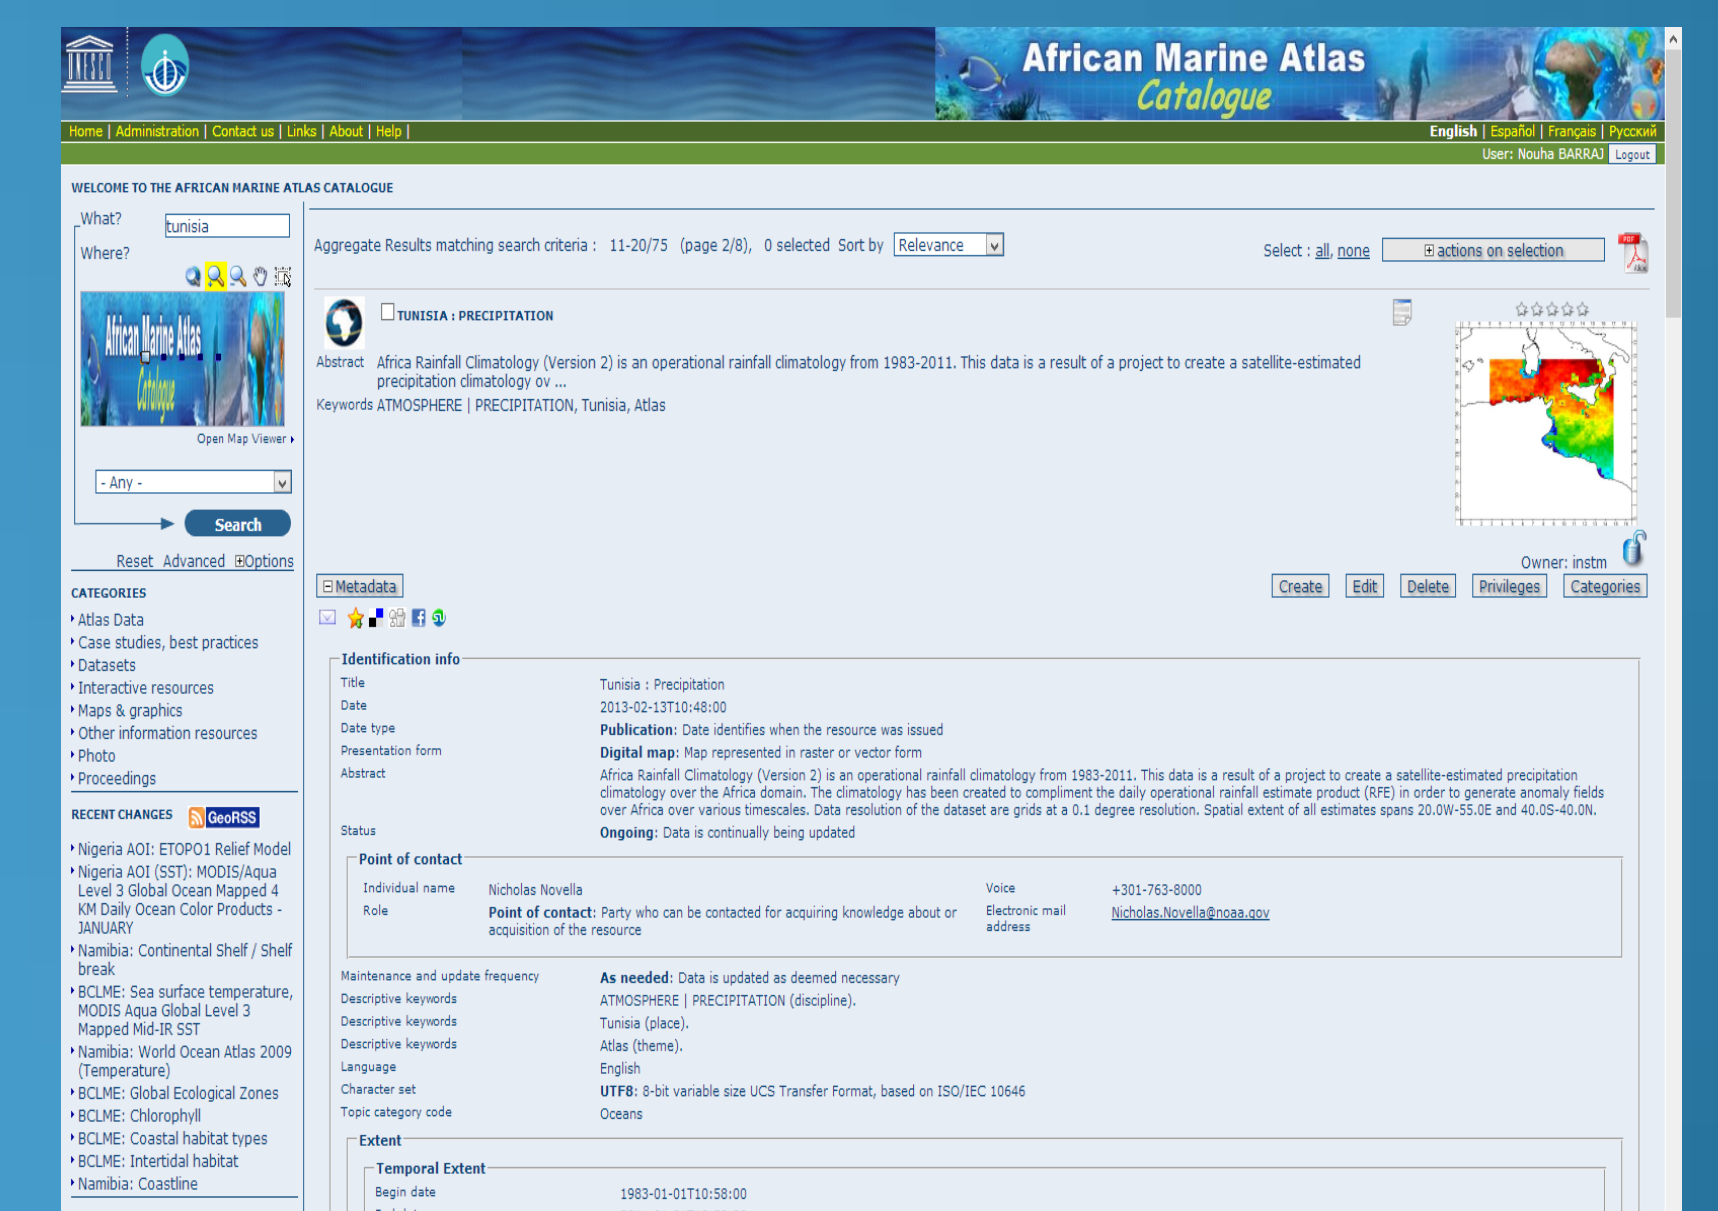 UNESCO
African Marine Atlas
Catalogue
Home | Administration | Contact us | Links | About | Help |
English | Español | Français | Русский
User: Nouha BARRAJ Logout
WELCOME TO THE AFRICAN MARINE ATLAS CATALOGUE
What? tunisia
Where?
African Marine Atlas
Catalogue
Open Map Viewer
- Any -
Search
Reset Advanced Options
CATEGORIES
Atlas Data
Case studies, best practices
Datasets
Interactive resources
Maps & graphics
Other information resources
Photo
Proceedings
RECENT CHANGES GeoRSS
Nigeria AOI: ETOPO1 Relief Model
Nigeria AOI (SST): MODIS/Aqua
Level 3 Global Ocean Mapped 4
KM Daily Ocean Color Products -
JANUARY
Namibia: Continental Shelf / Shelf
break
BCLME: Sea surface temperature,
MODIS Aqua Global Level 3
Mapped Mid-IR SST
Namibia: World Ocean Atlas 2009
(Temperature)
BCLME: Global Ecological Zones
BCLME: Chlorophyll
BCLME: Coastal habitat types
BCLME: Intertidal habitat
Namibia: Coastline
Aggregate Results matching search criteria : 11-20/75 (page 2/8), 0 selected Sort by Relevance
Select : all, none actions on selection
PDF
TUNISIA : PRECIPITATION
Abstract Africa Rainfall Climatology (Version 2) is an operational rainfall climatology from 1983-2011. This data is a result of a project to create a satellite-estimated
precipitation climatology ov ...
Keywords ATMOSPHERE | PRECIPITATION, Tunisia, Atlas
Owner: instm
Metadata
Create Edit Delete Privileges Categories
Identification info
Title Tunisia : Precipitation
Date 2013-02-13T10:48:00
Date type Publication: Date identifies when the resource was issued
Presentation form Digital map: Map represented in raster or vector form
Abstract Africa Rainfall Climatology (Version 2) is an operational rainfall climatology from 1983-2011. This data is a result of a project to create a satellite-estimated precipitation
climatology over the Africa domain. The climatology has been created to compliment the daily operational rainfall estimate product (RFE) in order to generate anomaly fields
over Africa over various timescales. Data resolution of the dataset are grids at a 0.1 degree resolution. Spatial extent of all estimates spans 20.0W-55.0E and 40.0S-40.0N.
Status Ongoing: Data is continually being updated
Point of contact
Individual name Nicholas Novella
Role Point of contact: Party who can be contacted for acquiring knowledge about or
acquisition of the resource
Voice +301-763-8000
Electronic mail
address Nicholas.Novella@noaa.gov
Maintenance and update frequency As needed: Data is updated as deemed necessary
Descriptive keywords ATMOSPHERE | PRECIPITATION (discipline).
Descriptive keywords Tunisia (place).
Descriptive keywords Atlas (theme).
Language English
Character set UTF8: 8-bit variable size UCS Transfer Format, based on ISO/IEC 10646
Topic category code Oceans
Extent
Temporal Extent
Begin date 1983-01-01T10:58:00